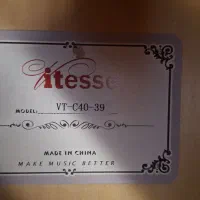 Vitesse
MODEL: VT-C40-39
MADE IN CHINA
MAKE MUSIC BETTER